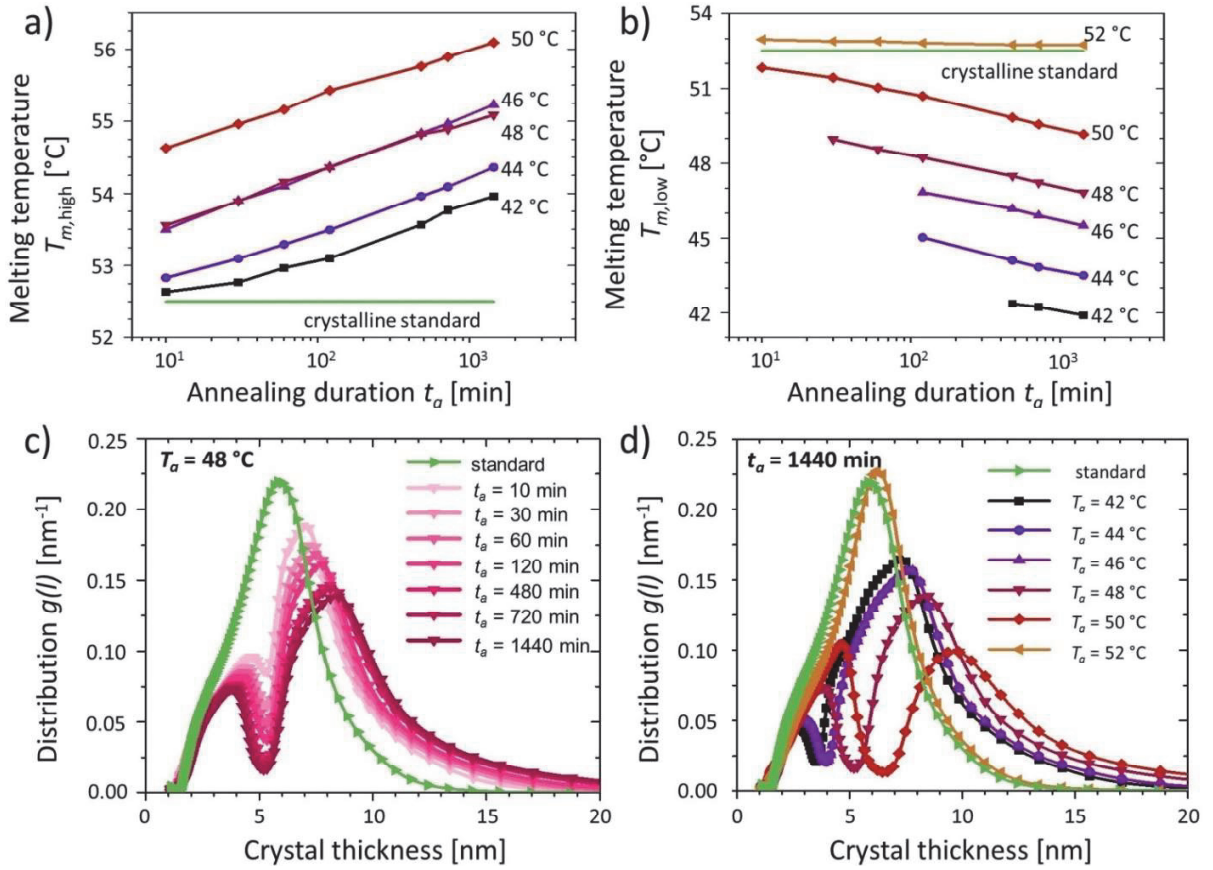 a)
Melting temperature
T_m,high [°C]
56
55
54
53
52
50 °C
46 °C
48 °C
44 °C
42 °C
crystalline standard
10¹
10²
10³
Annealing duration t_a [min]
b)
Melting temperature
T_m,low [°C]
54
51
48
45
42
52 °C
crystalline standard
50 °C
48 °C
46 °C
44 °C
42 °C
10¹
10²
10³
Annealing duration t_a [min]
c)
Distribution g(l) [nm⁻¹]
0.25
0.20
0.15
0.10
0.05
0.00
T_a = 48 °C
standard
t_a = 10 min
t_a = 30 min
t_a = 60 min
t_a = 120 min
t_a = 480 min
t_a = 720 min
t_a = 1440 min
0
5
10
15
20
Crystal thickness [nm]
d)
Distribution g(l) [nm⁻¹]
0.25
0.20
0.15
0.10
0.05
0.00
t_a = 1440 min
standard
T_a = 42 °C
T_a = 44 °C
T_a = 46 °C
T_a = 48 °C
T_a = 50 °C
T_a = 52 °C
0
5
10
15
20
Crystal thickness [nm]